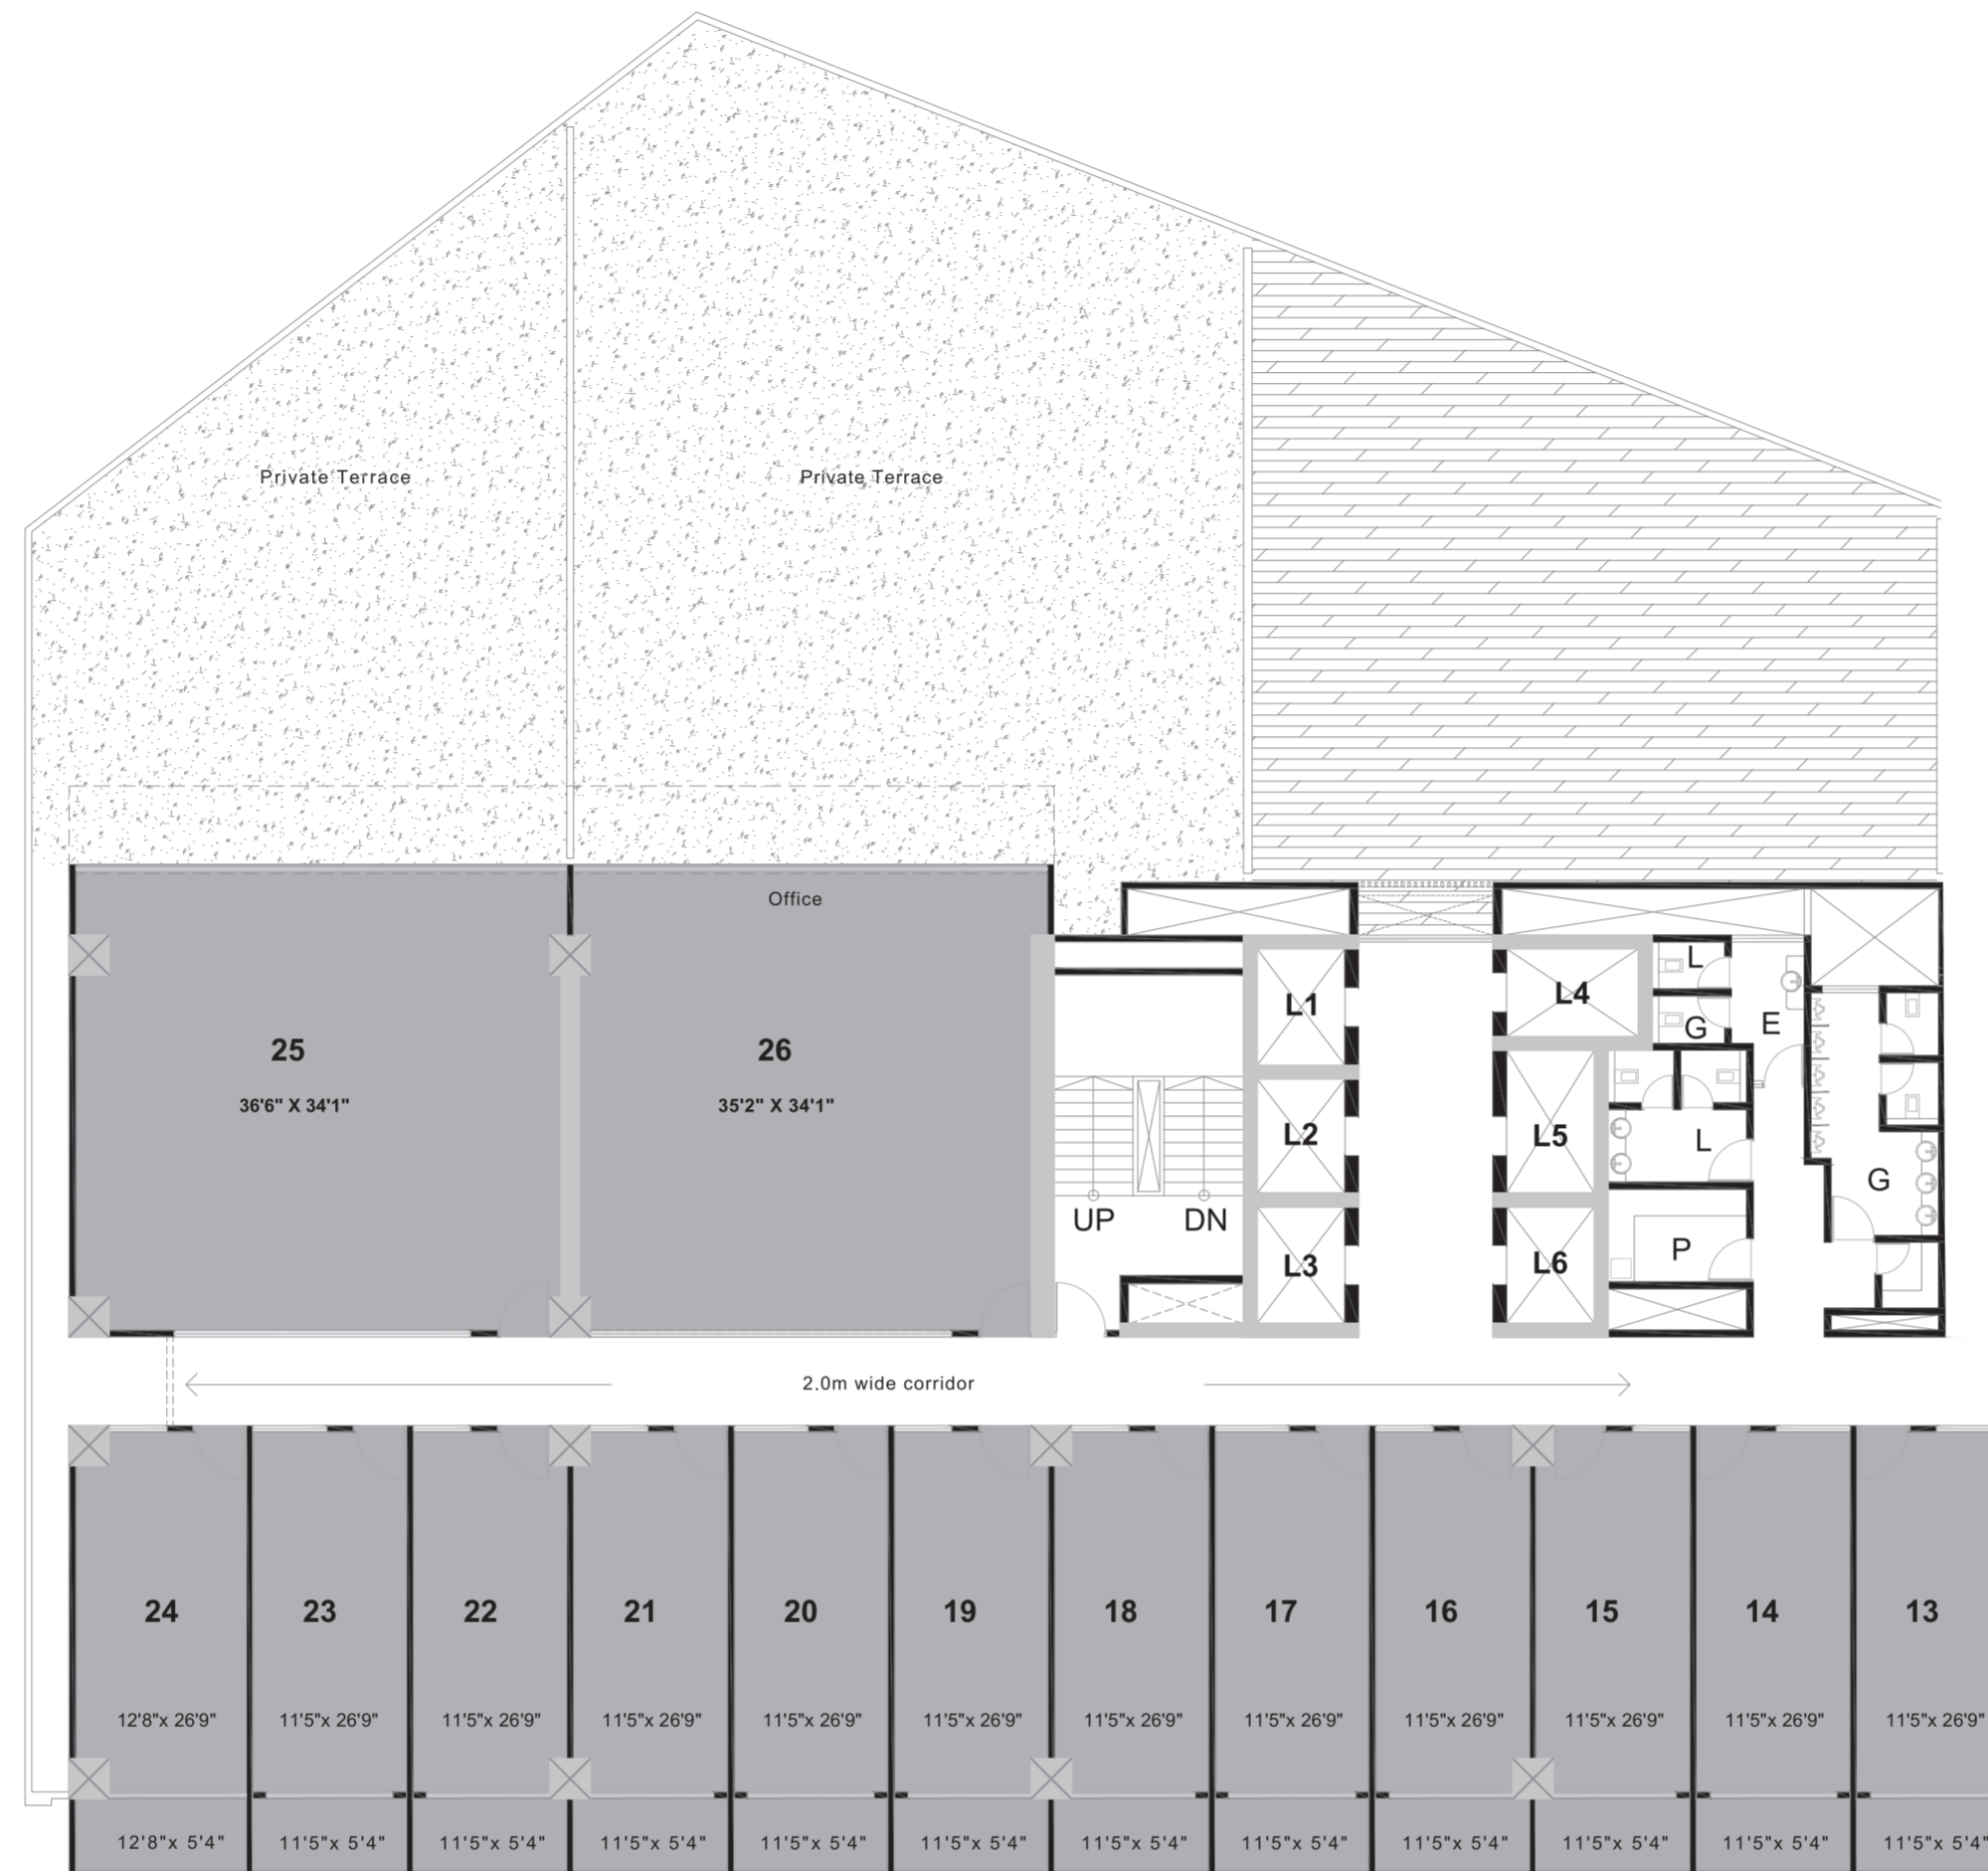 Private Terrace
Private Terrace
Office
25
36'6" X 34'1"
26
35'2" X 34'1"
UP
DN
L1
L2
L3
L4
L5
L6
L
G
E
L
G
P
2.0m wide corridor
24
23
22
21
20
19
18
17
16
15
14
13
12'8"x 26'9"
11'5"x 26'9"
11'5"x 26'9"
11'5"x 26'9"
11'5"x 26'9"
11'5"x 26'9"
11'5"x 26'9"
11'5"x 26'9"
11'5"x 26'9"
11'5"x 26'9"
11'5"x 26'9"
11'5"x 26'9"
12'8"x 5'4"
11'5"x 5'4"
11'5"x 5'4"
11'5"x 5'4"
11'5"x 5'4"
11'5"x 5'4"
11'5"x 5'4"
11'5"x 5'4"
11'5"x 5'4"
11'5"x 5'4"
11'5"x 5'4"
11'5"x 5'4"